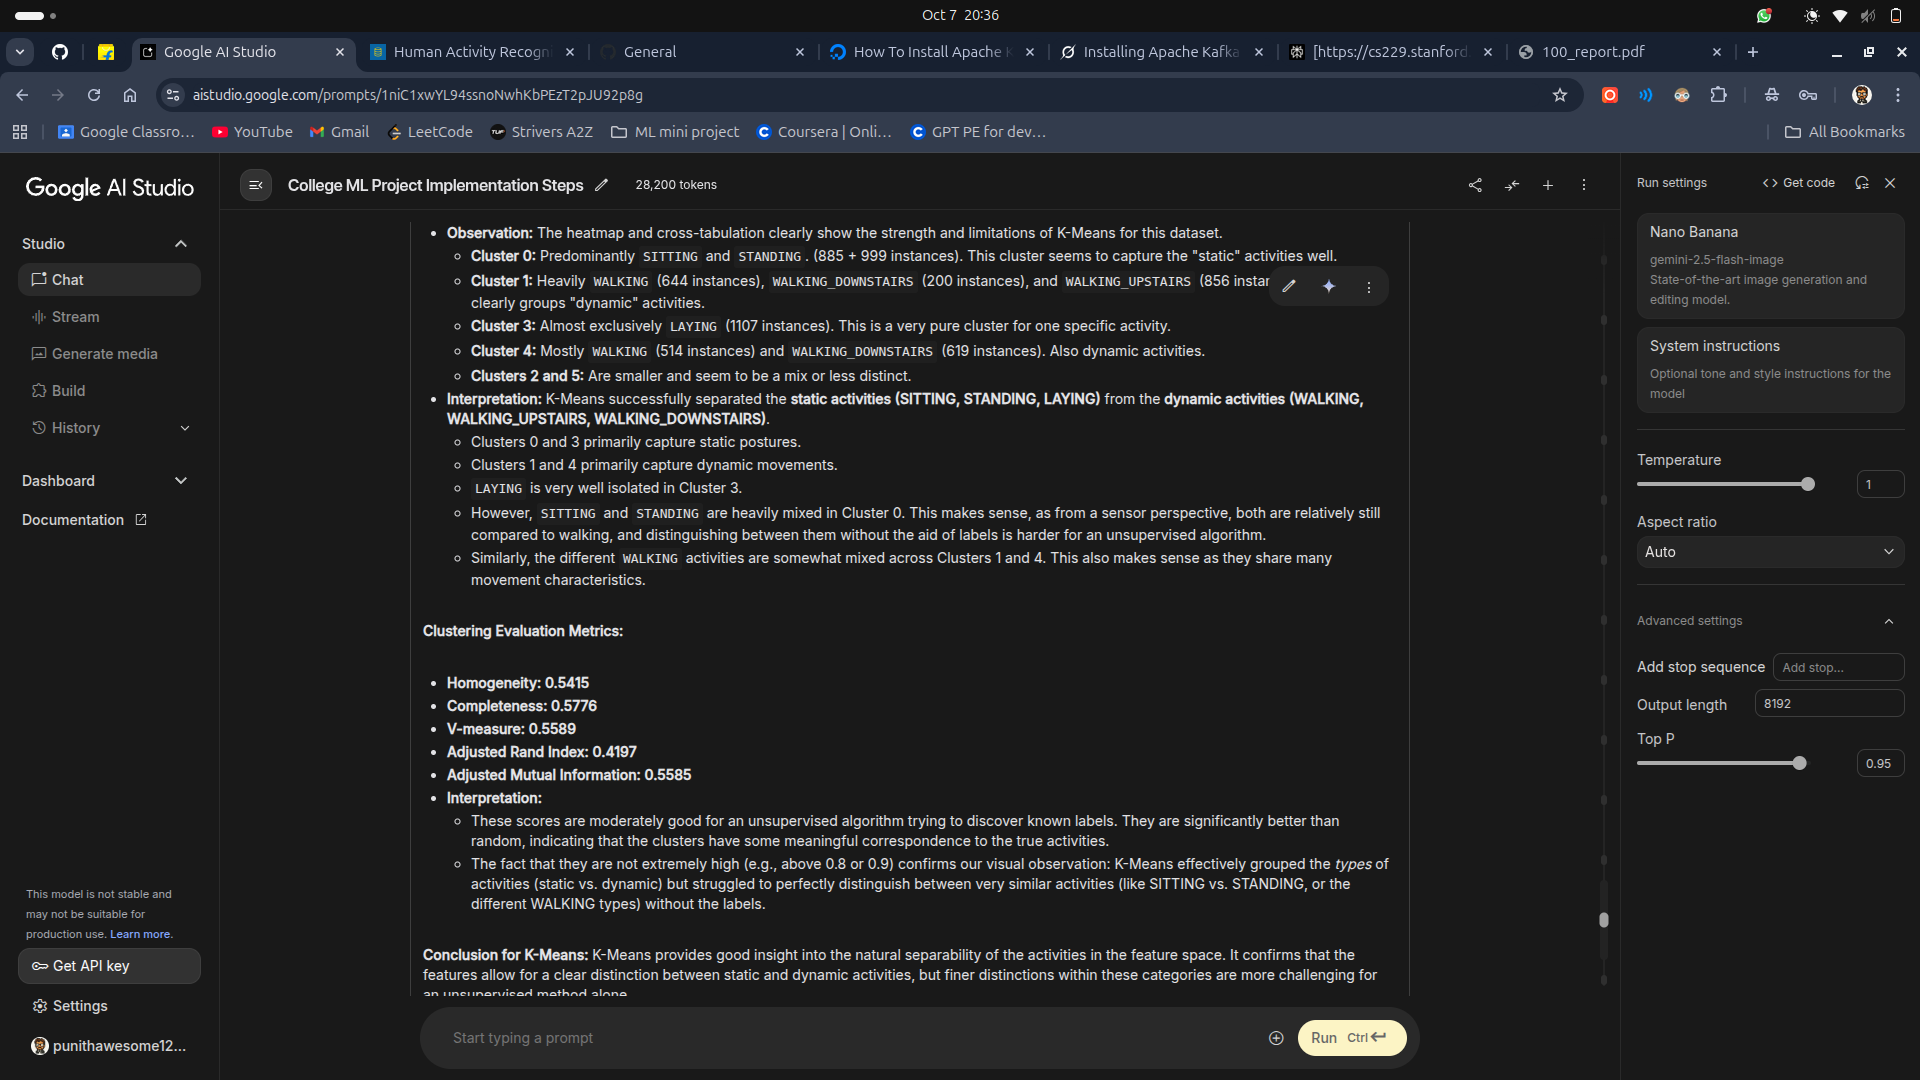 Oct 7 20:36
Google AI Studio
Human Activity Recogni
General
How To Install Apache K
Installing Apache Kafka
[https://cs229.stanford.
100_report.pdf
aistudio.google.com/prompts/1niC1xwYL94ssnoNwhKbPEzT2pJU92p8g
Google Classro...
YouTube
Gmail
LeetCode
Strivers A2Z
ML mini project
Coursera | Onli...
GPT PE for dev...
All Bookmarks
Google AI Studio
Studio
Chat
Stream
Generate media
Build
History
Dashboard
Documentation
This model is not stable and
may not be suitable for
production use. Learn more.
Get API key
Settings
punithawesome12...
College ML Project Implementation Steps
28,200 tokens
Observation: The heatmap and cross-tabulation clearly show the strength and limitations of K-Means for this dataset.
Cluster 0: Predominantly SITTING and STANDING. (885 + 999 instances). This cluster seems to capture the "static" activities well.
Cluster 1: Heavily WALKING (644 instances), WALKING_DOWNSTAIRS (200 instances), and WALKING_UPSTAIRS (856 instar
clearly groups "dynamic" activities.
Cluster 3: Almost exclusively LAYING (1107 instances). This is a very pure cluster for one specific activity.
Cluster 4: Mostly WALKING (514 instances) and WALKING_DOWNSTAIRS (619 instances). Also dynamic activities.
Clusters 2 and 5: Are smaller and seem to be a mix or less distinct.
Interpretation: K-Means successfully separated the static activities (SITTING, STANDING, LAYING) from the dynamic activities (WALKING,
WALKING_UPSTAIRS, WALKING_DOWNSTAIRS).
Clusters 0 and 3 primarily capture static postures.
Clusters 1 and 4 primarily capture dynamic movements.
LAYING is very well isolated in Cluster 3.
However, SITTING and STANDING are heavily mixed in Cluster 0. This makes sense, as from a sensor perspective, both are relatively still
compared to walking, and distinguishing between them without the aid of labels is harder for an unsupervised algorithm.
Similarly, the different WALKING activities are somewhat mixed across Clusters 1 and 4. This also makes sense as they share many
movement characteristics.
Clustering Evaluation Metrics:
Homogeneity: 0.5415
Completeness: 0.5776
V-measure: 0.5589
Adjusted Rand Index: 0.4197
Adjusted Mutual Information: 0.5585
Interpretation:
These scores are moderately good for an unsupervised algorithm trying to discover known labels. They are significantly better than
random, indicating that the clusters have some meaningful correspondence to the true activities.
The fact that they are not extremely high (e.g., above 0.8 or 0.9) confirms our visual observation: K-Means effectively grouped the types of
activities (static vs. dynamic) but struggled to perfectly distinguish between very similar activities (like SITTING vs. STANDING, or the
different WALKING types) without the labels.
Conclusion for K-Means: K-Means provides good insight into the natural separability of the activities in the feature space. It confirms that the
features allow for a clear distinction between static and dynamic activities, but finer distinctions within these categories are more challenging for
an unsupervised method alone.
Start typing a prompt
Run Ctrl
Run settings
Get code
Nano Banana
gemini-2.5-flash-image
State-of-the-art image generation and
editing model.
System instructions
Optional tone and style instructions for the
model
Temperature
1
Aspect ratio
Auto
Advanced settings
Add stop sequence
Add stop...
Output length
8192
Top P
0.95